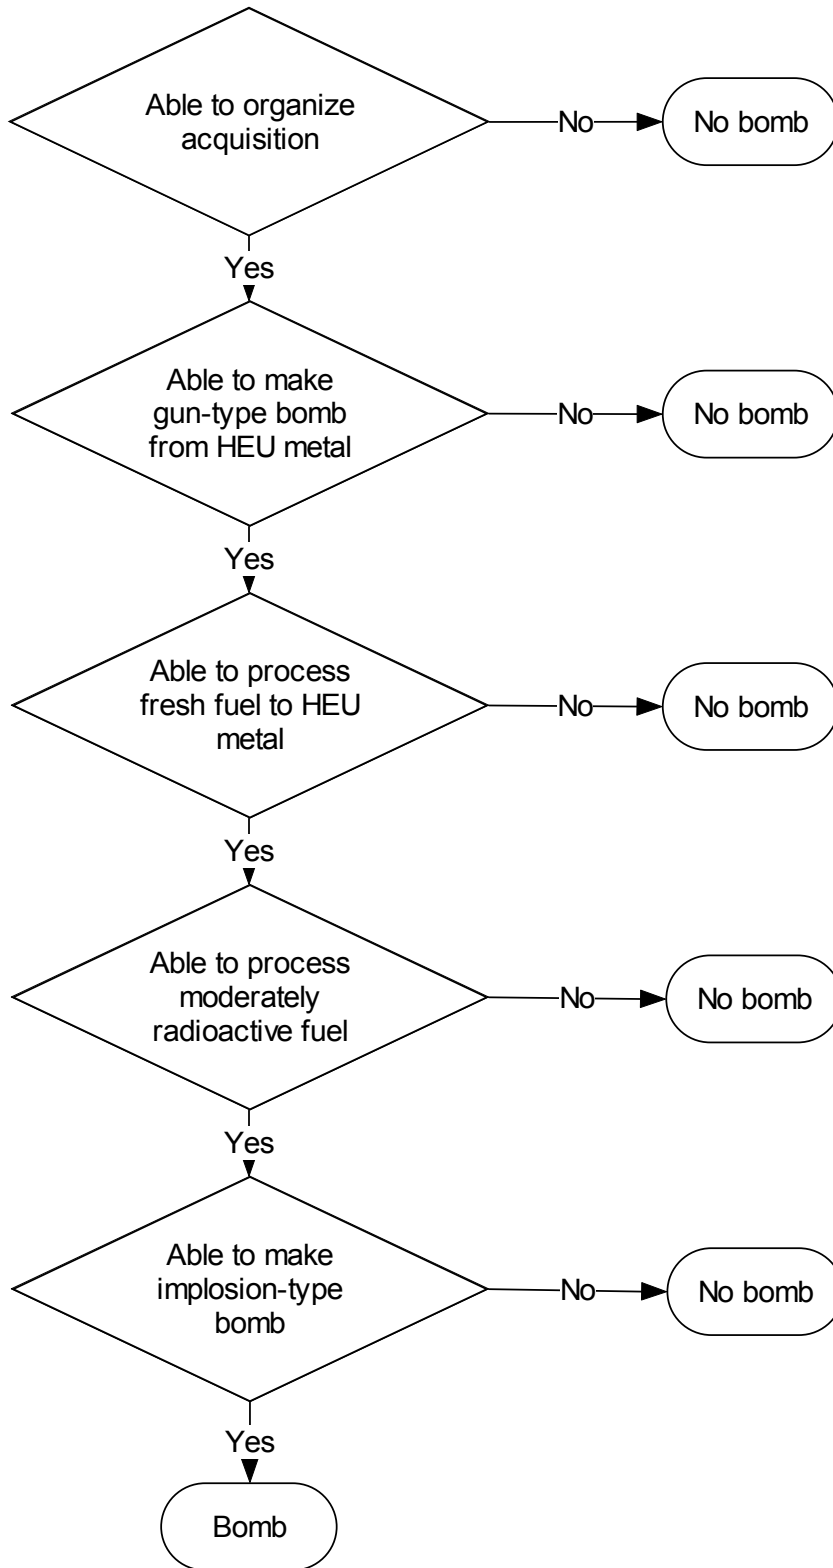 Able to organize
acquisition
No
No bomb
Yes
Able to make
gun-type bomb
from HEU metal
No
No bomb
Yes
Able to process
fresh fuel to HEU
metal
No
No bomb
Yes
Able to process
moderately
radioactive fuel
No
No bomb
Yes
Able to make
implosion-type
bomb
No
No bomb
Yes
Bomb